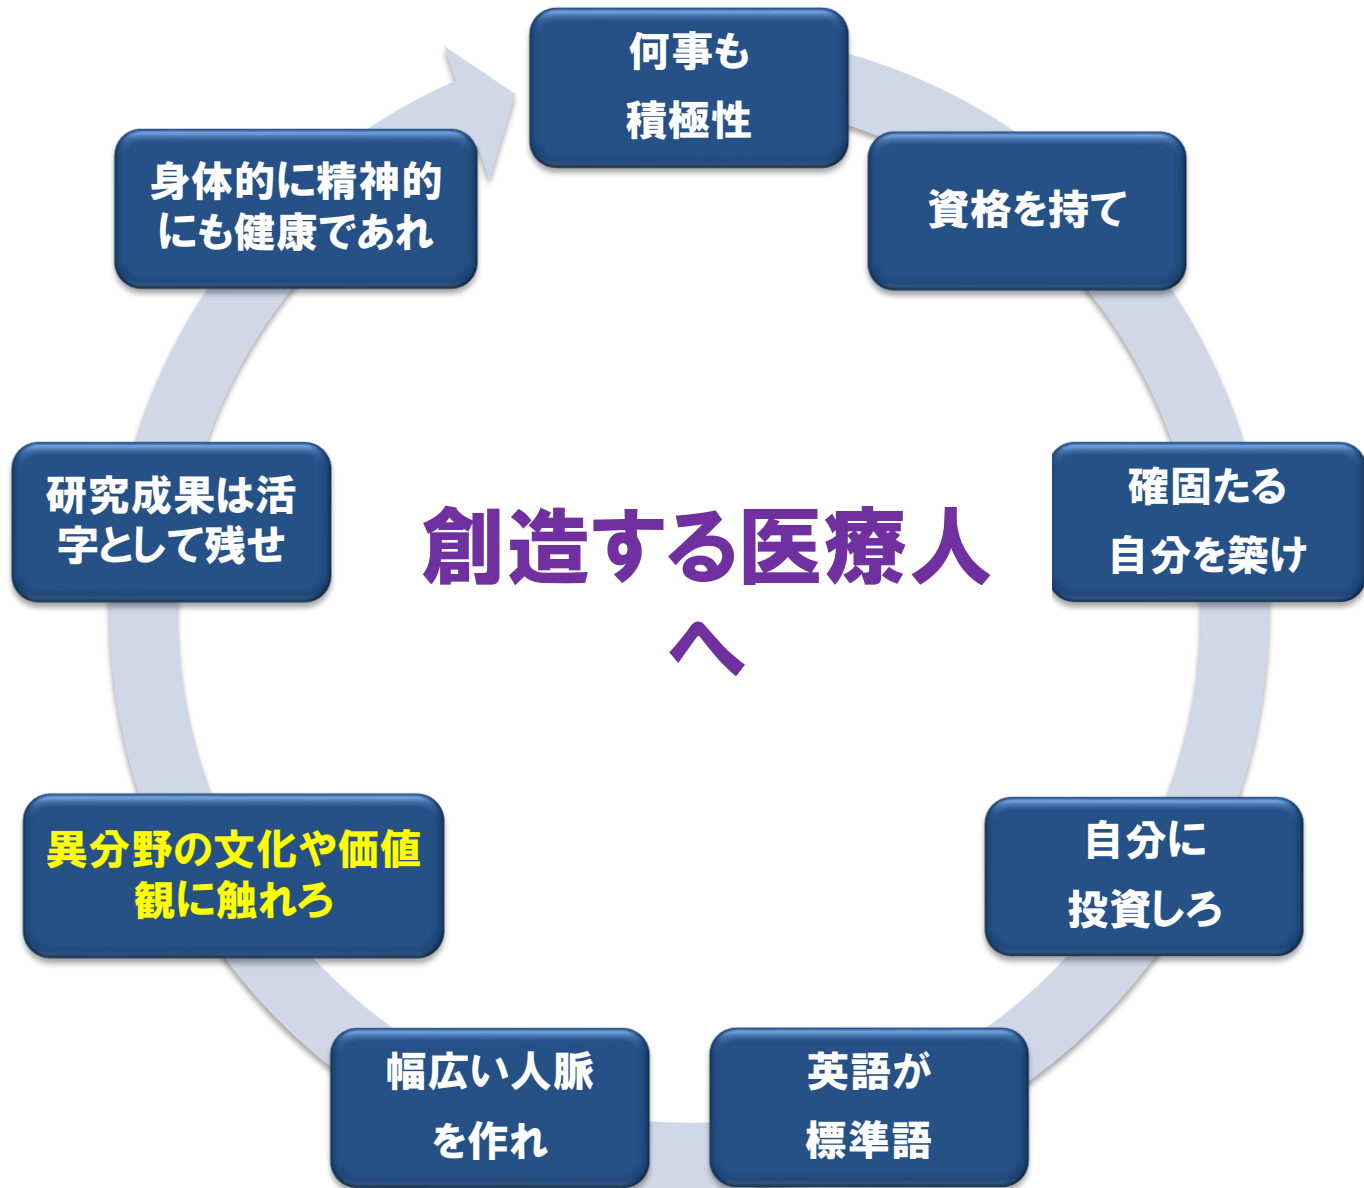 何事も
積極性
資格を持て
確固たる
自分を築け
自分に
投資しろ
英語が
標準語
幅広い人脈
を作れ
異分野の文化や価値
観に触れろ
研究成果は活
字として残せ
身体的に精神的
にも健康であれ
創造する医療人
へ